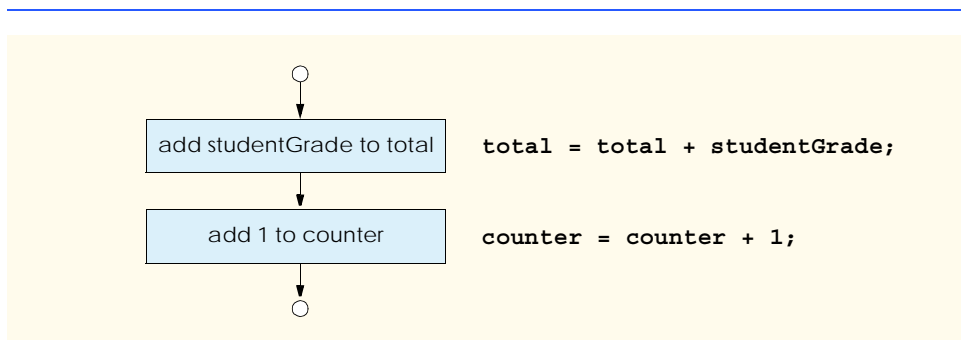 add studentGrade to total total = total + studentGrade;
add 1 to counter counter = counter + 1;